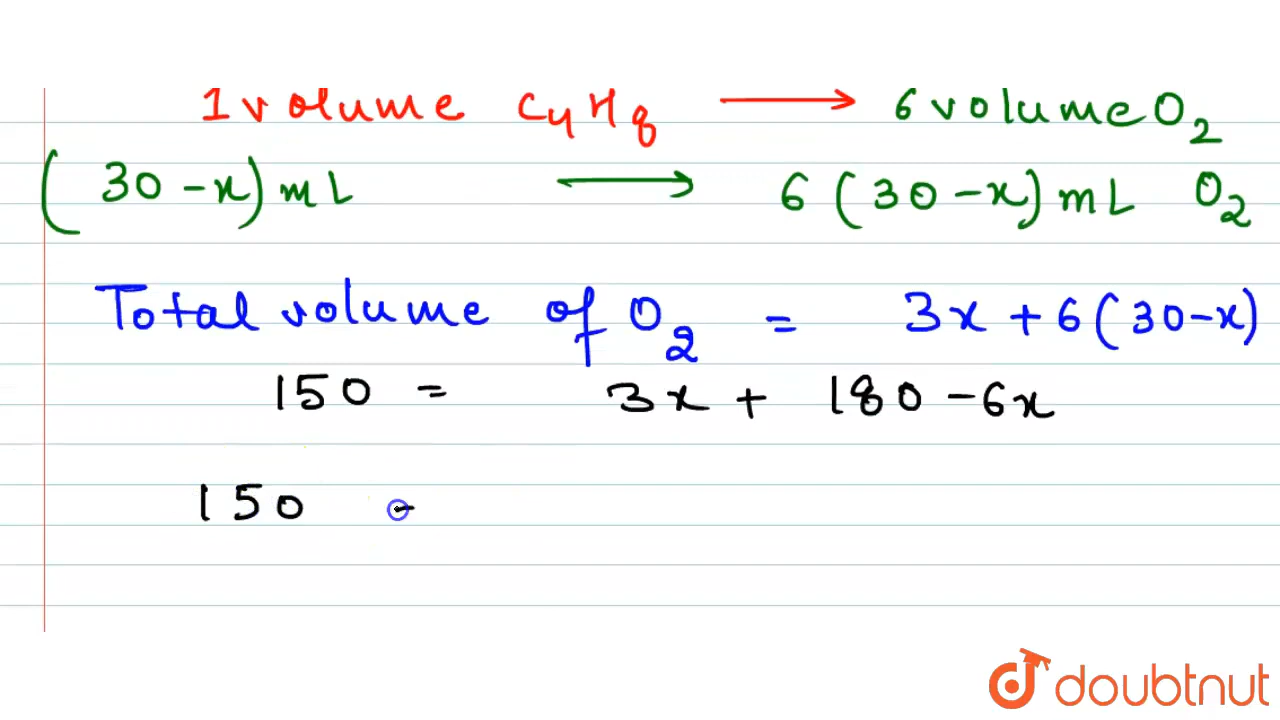 1 volume C4H8 ⟶ 6 volume O2
(30-x) mL ⟶ 6(30-x) mL O2
Total volume of O2 = 3x + 6(30-x)
150 = 3x + 180 - 6x
150 =
doubtnut